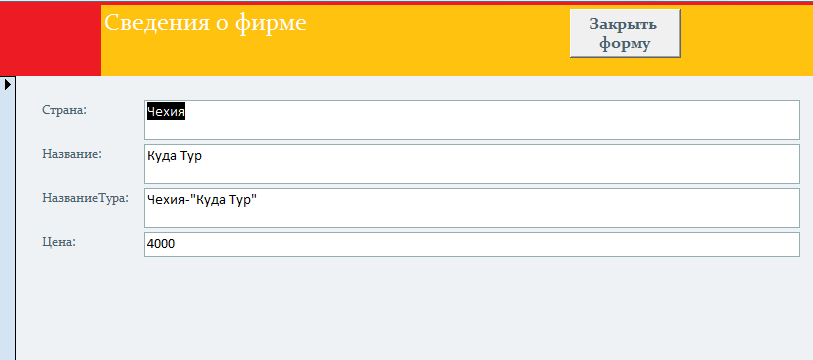 Сведения о фирме
Закрыть
форму
Страна:
Чехия
Название:
Куда Тур
НазваниеТура:
Чехия-"Куда Тур"
Цена:
4000